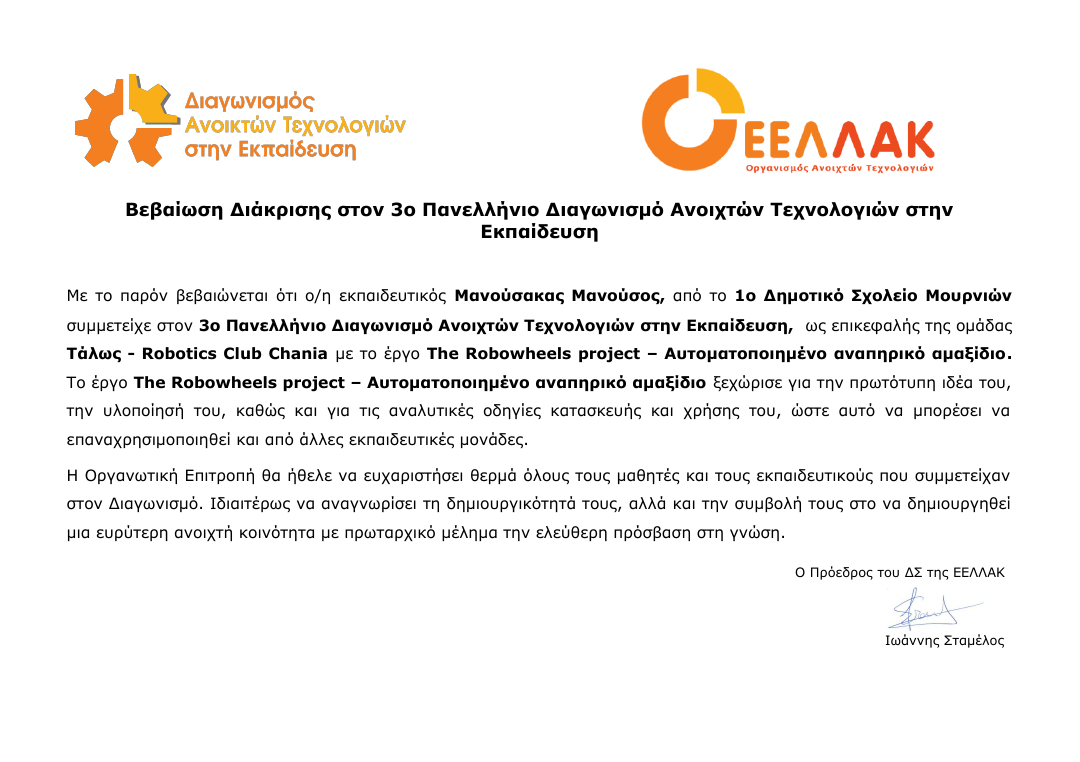 Διαγωνισμός
Ανοικτών Τεχνολογιών
στην Εκπαίδευση
ΕΕΛΛΑΚ
Οργανισμός Ανοιχτών Τεχνολογιών
Βεβαίωση Διάκρισης στον 3ο Πανελλήνιο Διαγωνισμό Ανοιχτών Τεχνολογιών στην
Εκπαίδευση
Με το παρόν βεβαιώνεται ότι ο/η εκπαιδευτικός Μανούσακας Μανούσος, από το 1ο Δημοτικό Σχολείο Μουρνιών
συμμετείχε στον 3ο Πανελλήνιο Διαγωνισμό Ανοιχτών Τεχνολογιών στην Εκπαίδευση, ως επικεφαλής της ομάδας
Τάλως - Robotics Club Chania με το έργο The Robowheels project – Αυτοματοποιημένο αναπηρικό αμαξίδιο.
Το έργο The Robowheels project – Αυτοματοποιημένο αναπηρικό αμαξίδιο ξεχώρισε για την πρωτότυπη ιδέα του,
την υλοποίησή του, καθώς και για τις αναλυτικές οδηγίες κατασκευής και χρήσης του, ώστε αυτό να μπορέσει να
επαναχρησιμοποιηθεί και από άλλες εκπαιδευτικές μονάδες.
Η Οργανωτική Επιτροπή θα ήθελε να ευχαριστήσει θερμά όλους τους μαθητές και τους εκπαιδευτικούς που συμμετείχαν
στον Διαγωνισμό. Ιδιαιτέρως να αναγνωρίσει τη δημιουργικότητά τους, αλλά και την συμβολή τους στο να δημιουργηθεί
μια ευρύτερη ανοιχτή κοινότητα με πρωταρχικό μέλημα την ελεύθερη πρόσβαση στη γνώση.
Ο Πρόεδρος του ΔΣ της ΕΕΛΛΑΚ
Ιωάννης Σταμέλος